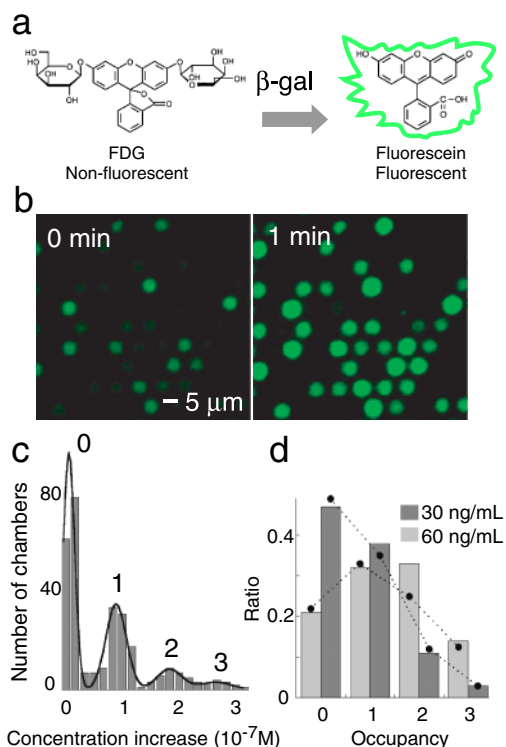 a
β-gal
FDG
Non-fluorescent
Fluorescein
Fluorescent
b
0 min
1 min
5 μm
c
0
1
2
3
80
40
0
Number of chambers
0
1
2
3
Concentration increase (10⁻⁷M)
d
30 ng/mL
60 ng/mL
0.4
0.2
0
Ratio
0
1
2
3
Occupancy